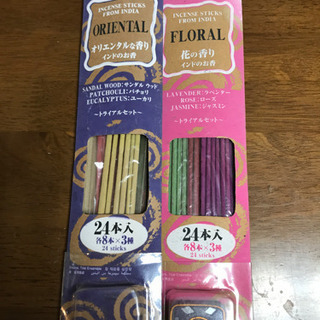 INCENSE STICKS
FROM INDIA
ORIENTAL
オリエンタルな香り
インドのお香
SANDAL WOOD:サンダルウッド
PATCHOULI:パチョリ
EUCALYPTUS:ユーカリ
～トライアルセット～
24本入
各8本×3種
24 sticks
INCENSE STICKS
FROM INDIA
FLORAL
花の香り
インドのお香
LAVENDER:ラベンダー
ROSE:ローズ
JASMINE:ジャスミン
～トライアルセット～
24本入
各8本×3種
24 sticks